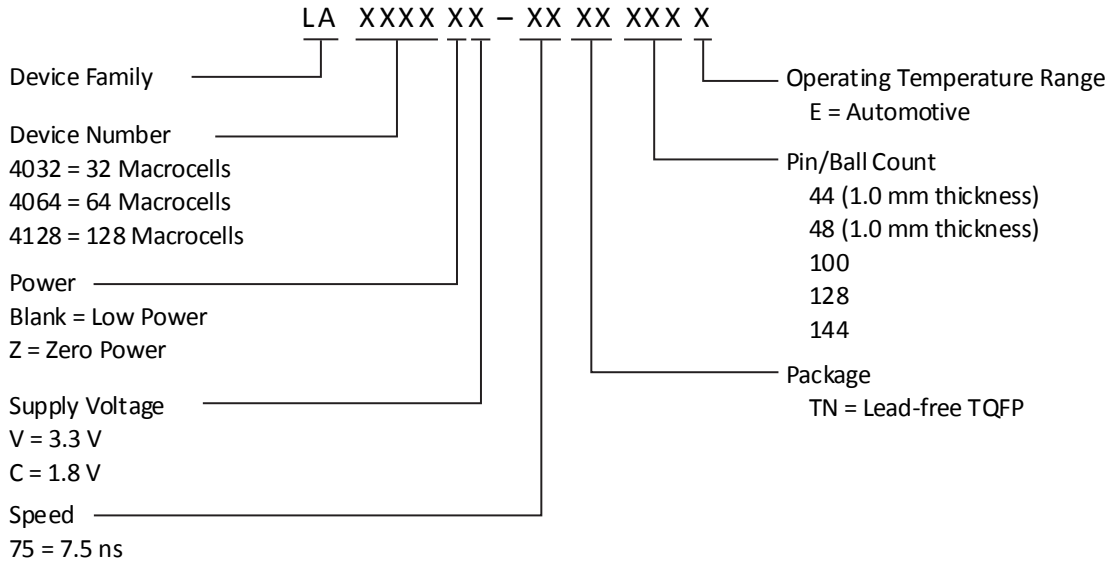 LA XXXX XX – XX XX XXX X
Device Family
Device Number
4032 = 32 Macrocells
4064 = 64 Macrocells
4128 = 128 Macrocells
Power
Blank = Low Power
Z = Zero Power
Supply Voltage
V = 3.3 V
C = 1.8 V
Speed
75 = 7.5 ns
Operating Temperature Range
E = Automotive
Pin/Ball Count
44 (1.0 mm thickness)
48 (1.0 mm thickness)
100
128
144
Package
TN = Lead-free TQFP